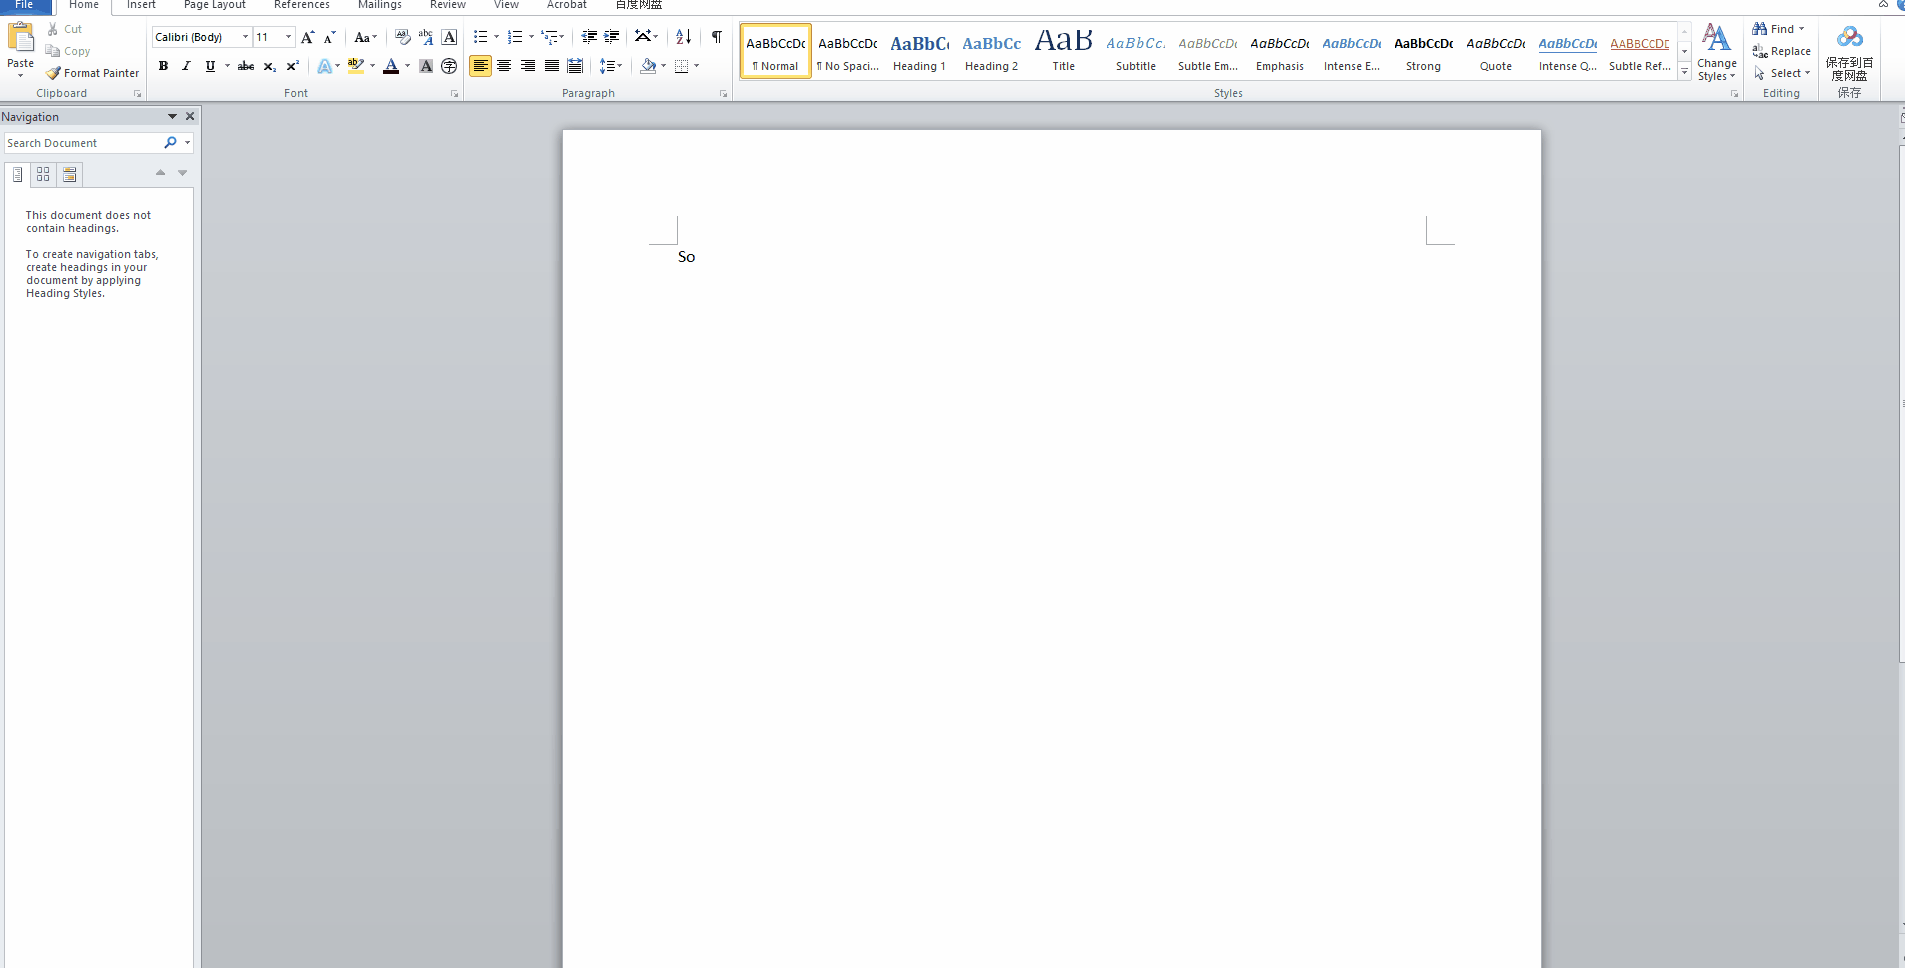 File Home Insert Page Layout References Mailings Review View Acrobat 百度网盘
Paste
Cut
Copy
Format Painter
Clipboard
Calibri (Body) 11
Font
Paragraph
AaBbCcDc AaBbCcDc AaBbC AaBbCc AaB AaBbCc. AaBbCcDc AaBbCcDc AaBbCcDc AaBbCcDc AaBbCcDc AaBbCcDc AaBbCcDc
¶ Normal ¶ No Spaci... Heading 1 Heading 2 Title Subtitle Subtle Em... Emphasis Intense E... Strong Quote Intense Q... Subtle Ref...
Styles
Change
Styles
Find
Replace
Select
Editing
保存到百
度网盘
保存
Navigation
Search Document
This document does not
contain headings.
To create navigation tabs,
create headings in your
document by applying
Heading Styles.
So